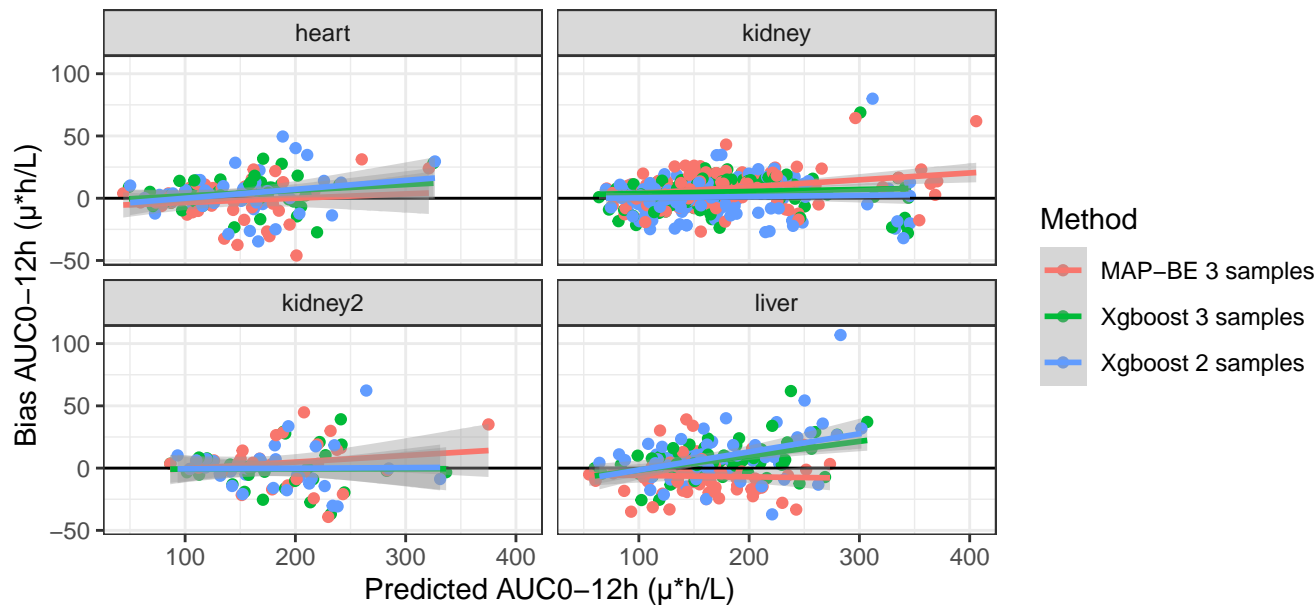 heart
kidney
100
50
0
−50
kidney2
liver
100
50
0
−50
100
200
300
400
100
200
300
400
Predicted AUC0−12h (µ*h/L)
Bias AUC0−12h (µ*h/L)
Method
MAP−BE 3 samples
Xgboost 3 samples
Xgboost 2 samples